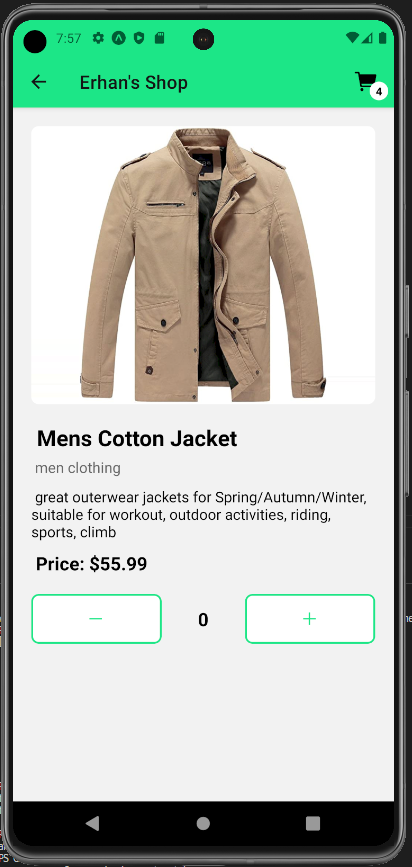 7:57
Erhan's Shop
4
Mens Cotton Jacket
men clothing
great outerwear jackets for Spring/Autumn/Winter,
suitable for workout, outdoor activities, riding,
sports, climb
Price: $55.99
− 0 +